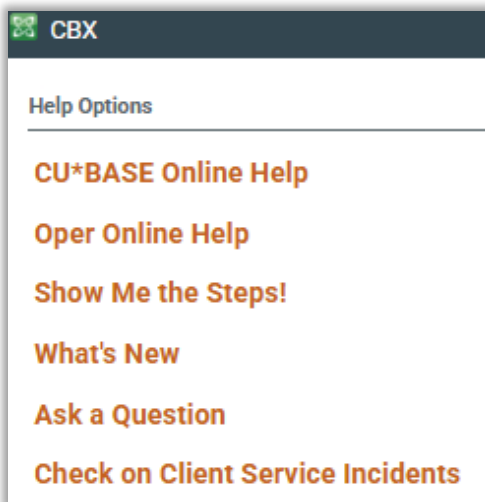 CBX
Help Options
CU*BASE Online Help
Oper Online Help
Show Me the Steps!
What's New
Ask a Question
Check on Client Service Incidents